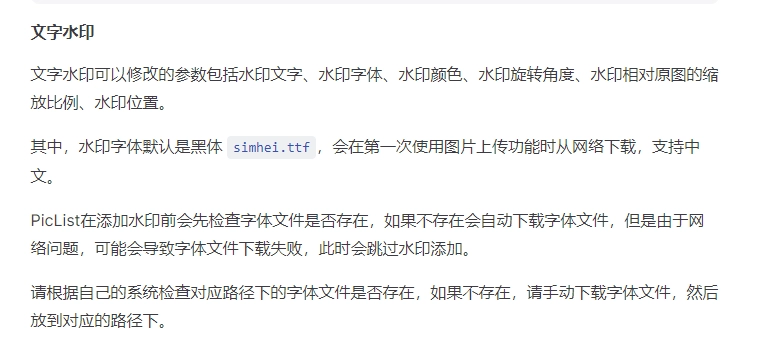 文字水印
文字水印可以修改的参数包括水印文字、水印字体、水印颜色、水印旋转角度、水印相对原图的缩
放比例、水印位置。
其中，水印字体默认是黑体 simhei.ttf，会在第一次使用图片上传功能时从网络下载，支持中
文。
PicList在添加水印前会先检查字体文件是否存在，如果不存在会自动下载字体文件，但是由于网
络问题，可能会导致字体文件下载失败，此时会跳过水印添加。
请根据自己的系统检查对应路径下的字体文件是否存在，如果不存在，请手动下载字体文件，然后
放到对应的路径下。